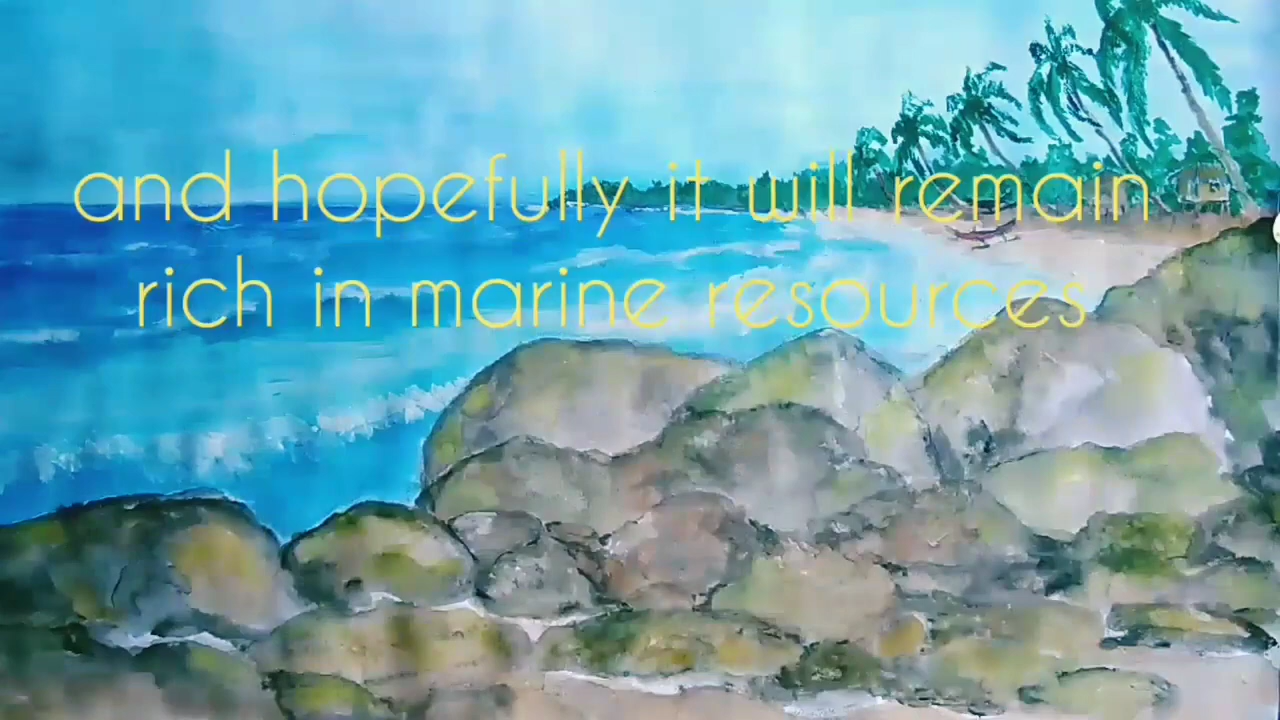 and hopefully it will remain
rich in marine resources